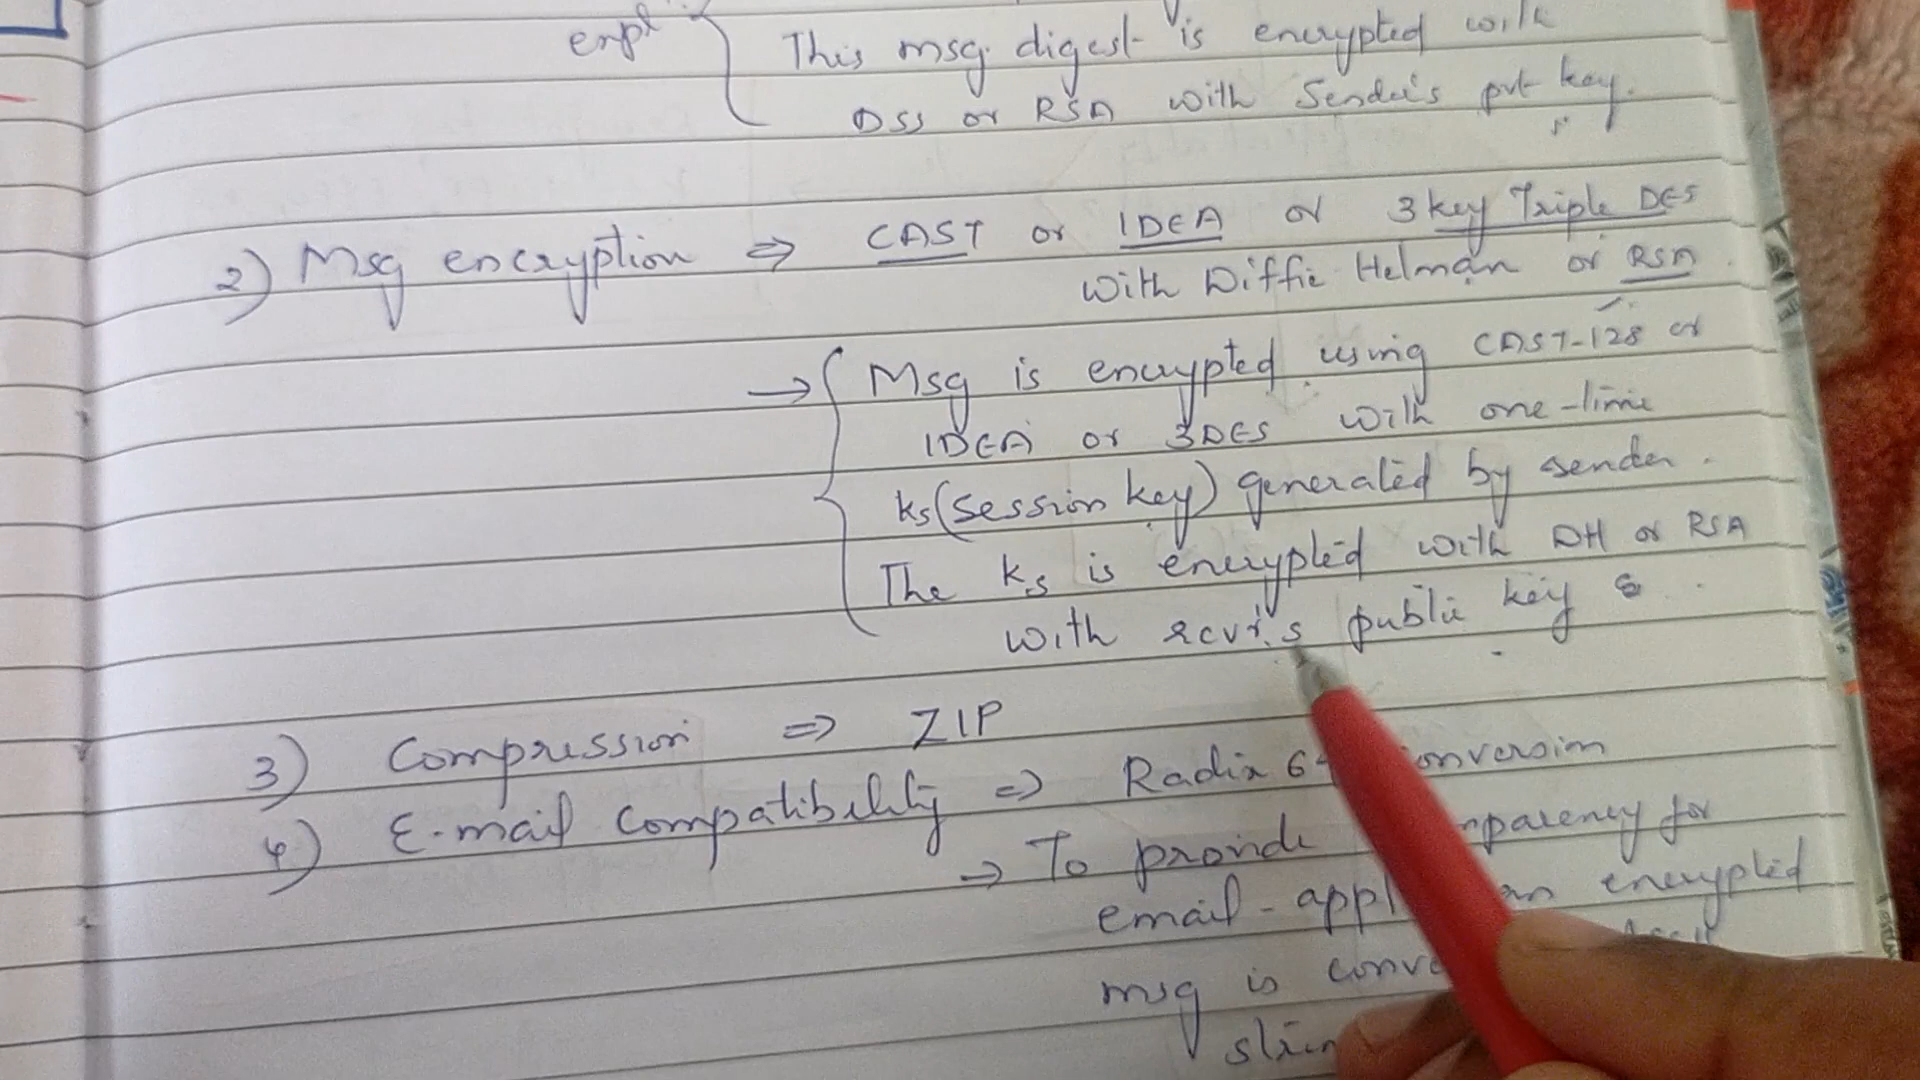 expl This msg. digest is encrypted with
DSS or RSA with Sender's pvt key.
2) Msg encryption ⇒ CAST or IDEA or 3 key Triple DES
with Diffie Helman or RSA
→ Msg is encrypted using CAST-128 or
IDEA or 3DES with one-time
ks (session key) generated by sender.
The ks is encrypted with DH or RSA
with rcvr's public key
3) Compression ⇒ ZIP
4) E-mail compatibility ⇒ Radix 64 conversion
→ To provide
email-appl encrypted
msg is